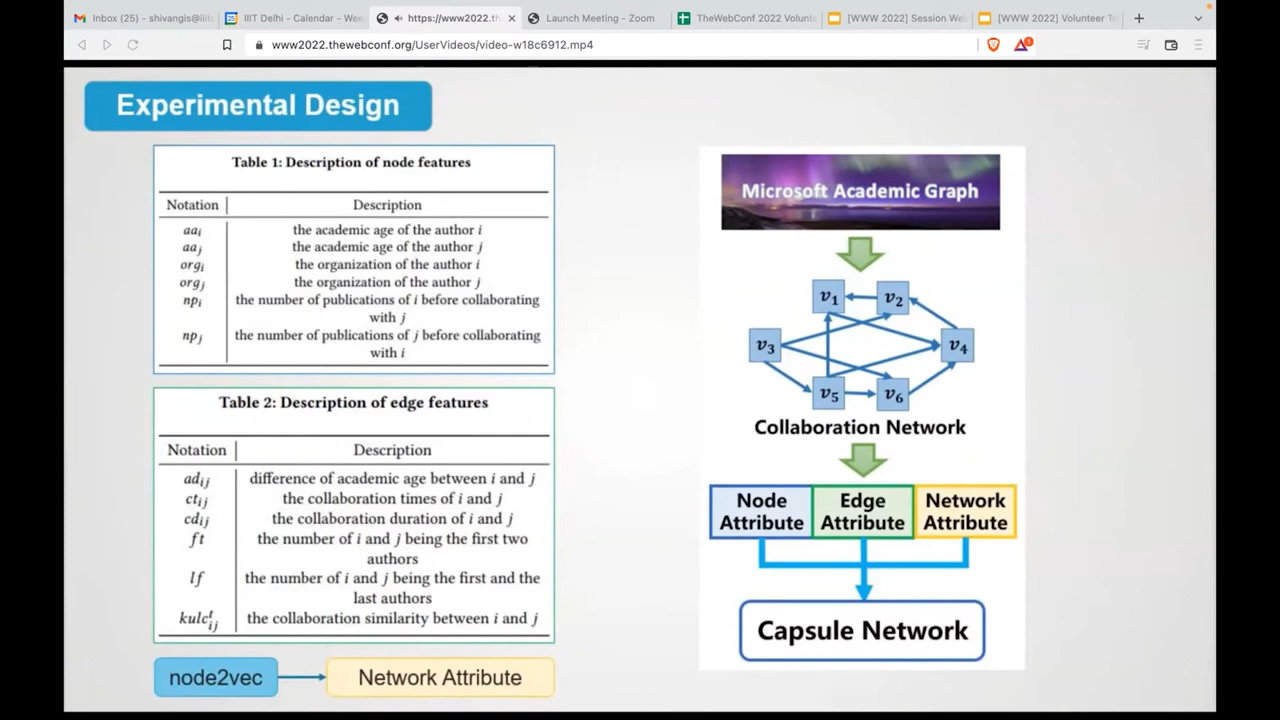 Inbox (25) - shivangis@iiit
IIIT Delhi - Calendar - Wee
https://www2022.th
Launch Meeting - Zoom
TheWebConf 2022 Volunt
[WWW 2022] Session We
[WWW 2022] Volunteer Tr
www2022.thewebconf.org/UserVideos/video-w18c6912.mp4
Experimental Design
Table 1: Description of node features
Notation Description
aa_i the academic age of the author i
aa_j the academic age of the author j
org_i the organization of the author i
org_j the organization of the author j
np_i the number of publications of i before collaborating
with j
np_j the number of publications of j before collaborating
with i
Table 2: Description of edge features
Notation Description
ad_ij difference of academic age between i and j
ct_ij the collaboration times of i and j
cd_ij the collaboration duration of i and j
ft the number of i and j being the first two
authors
lf the number of i and j being the first and the
last authors
kulc^t_ij the collaboration similarity between i and j
node2vec Network Attribute
Microsoft Academic Graph
v1 v2
v3 v4
v5 v6
Collaboration Network
Node Edge Network
Attribute Attribute Attribute
Capsule Network